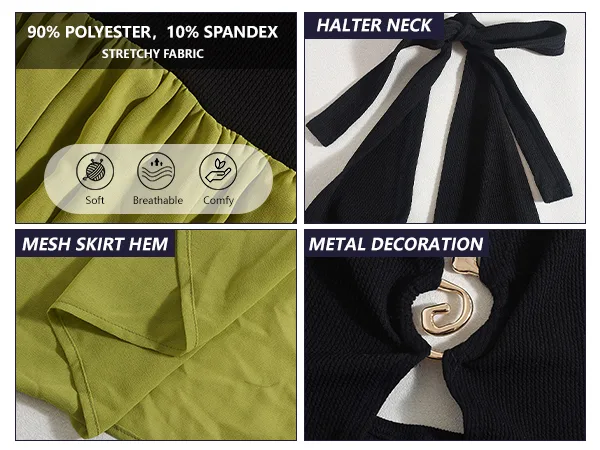 90% POLYESTER, 10% SPANDEX
STRETCHY FABRIC
Soft
Breathable
Comfy
HALTER NECK
MESH SKIRT HEM
METAL DECORATION